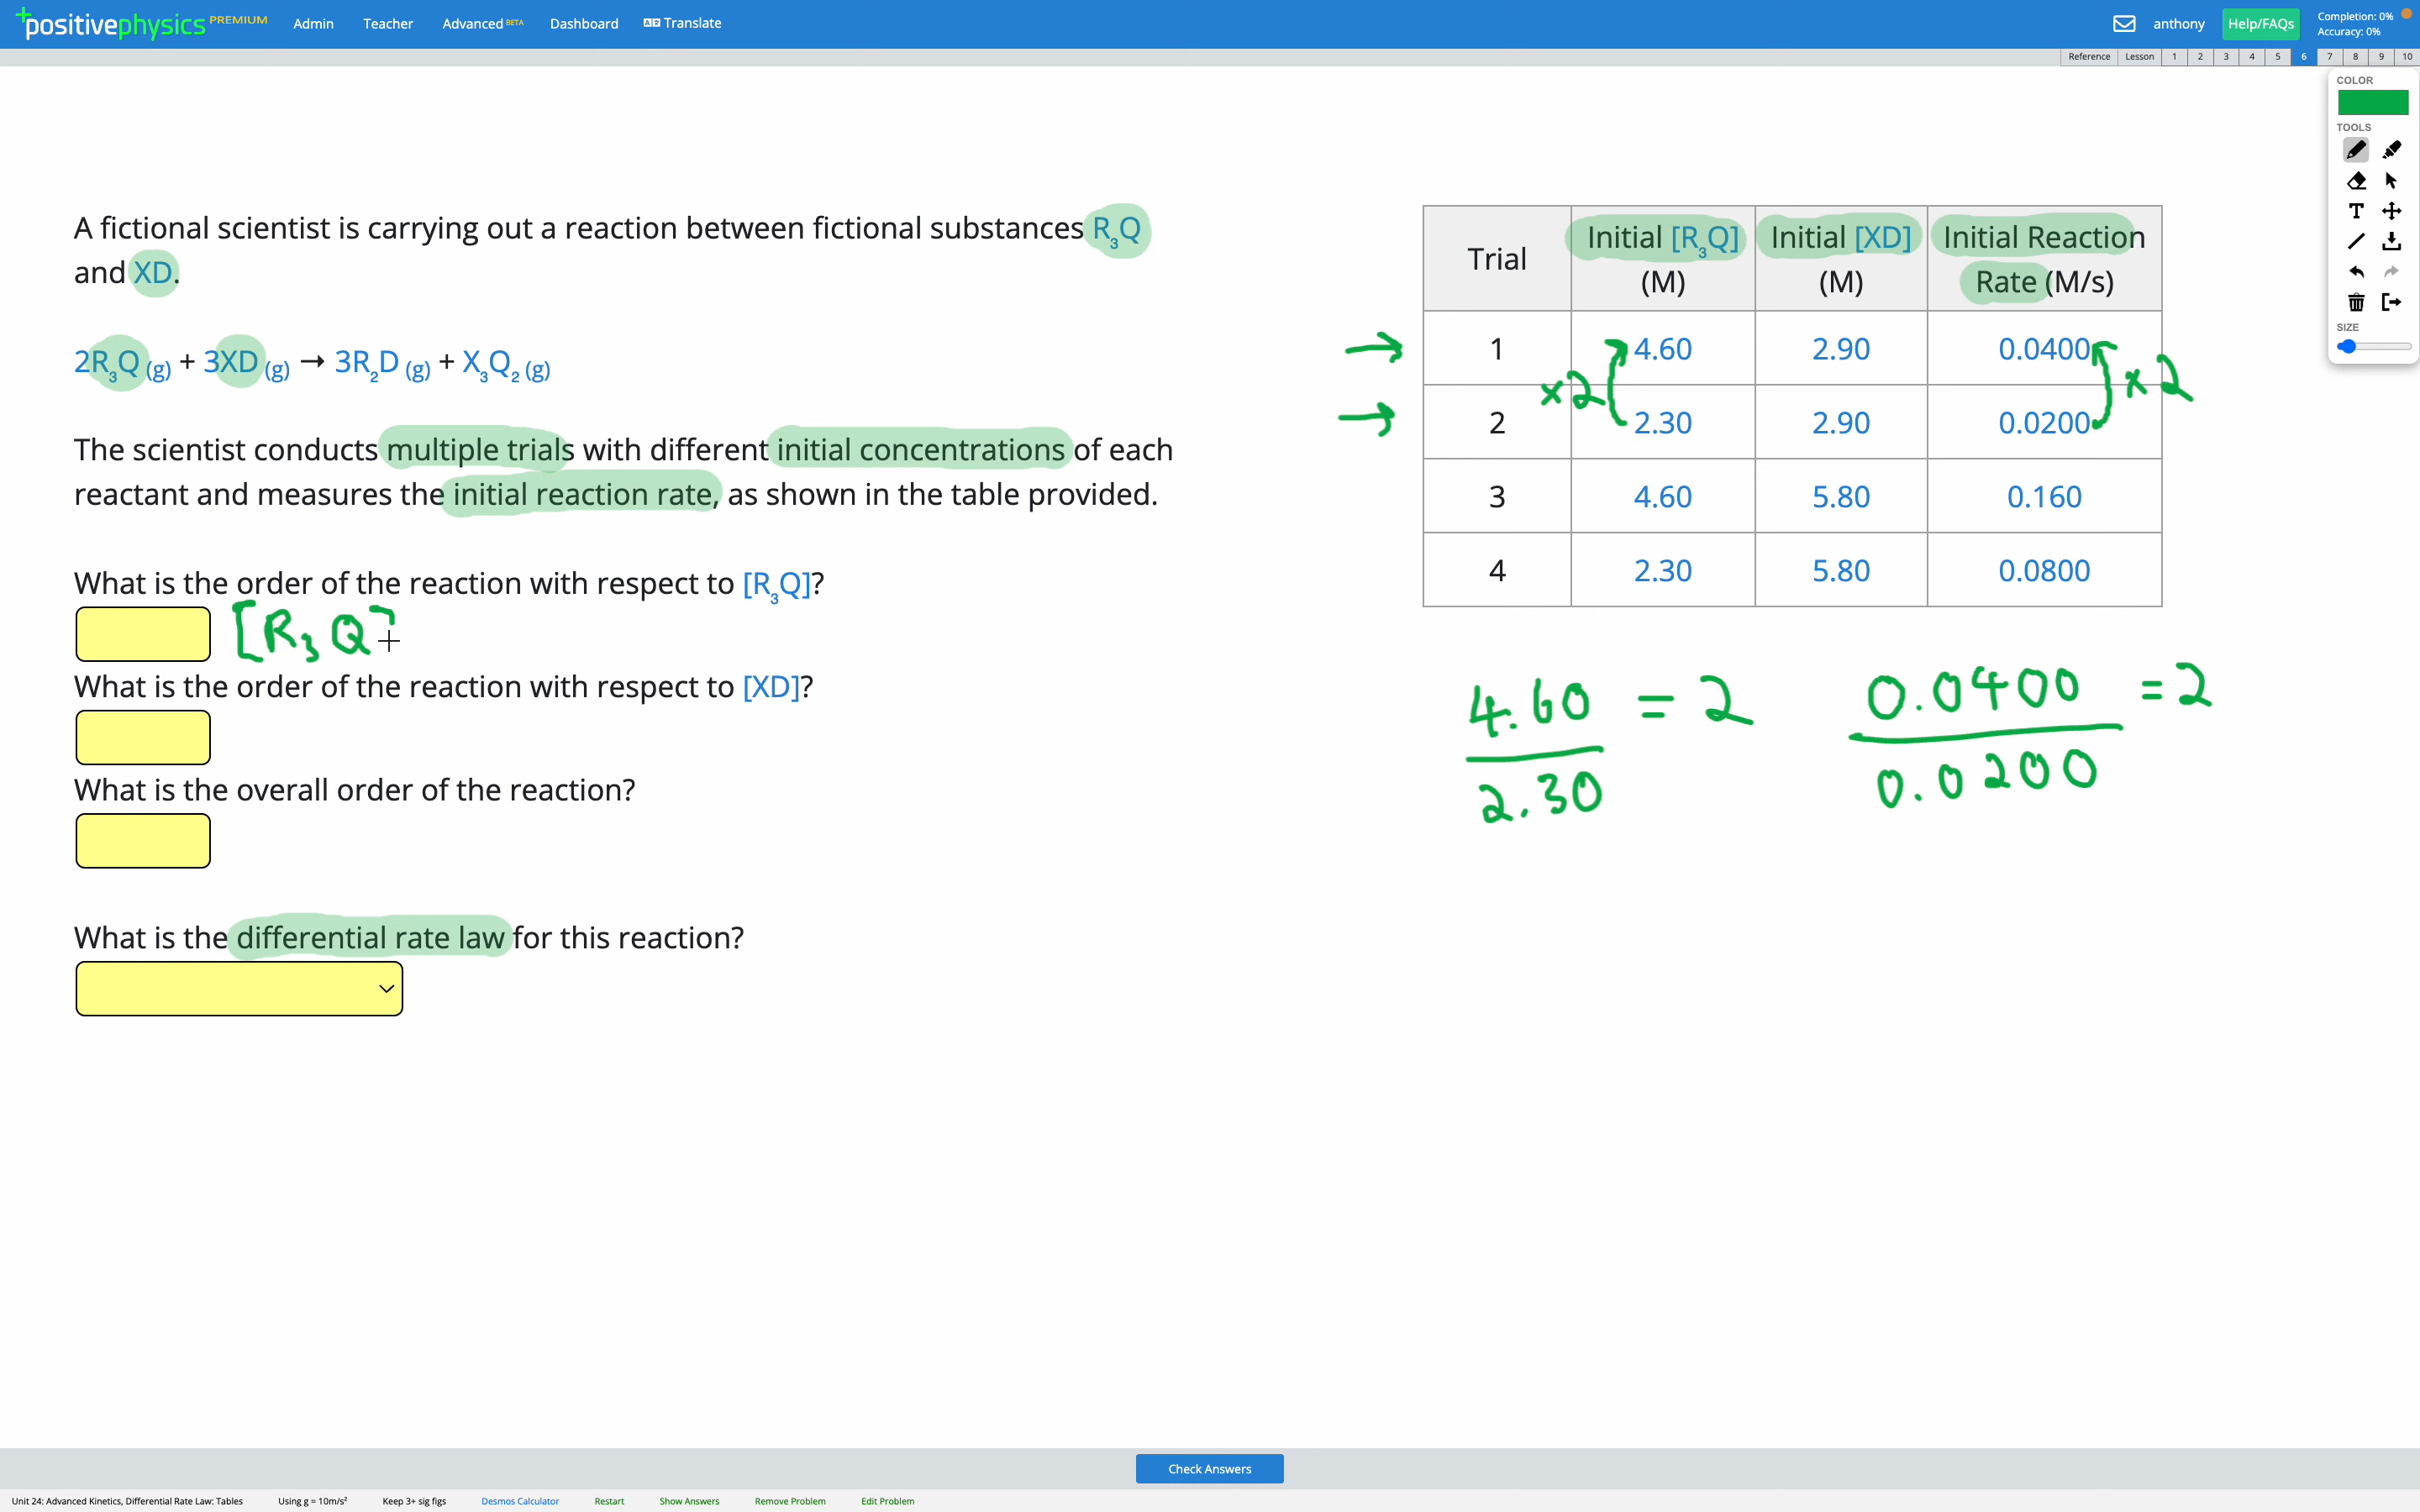 +positivephysics PREMIUM Admin Teacher Advanced BETA Dashboard Translate anthony Help/FAQs Completion: 0%
Accuracy: 0%
Reference Lesson 1 2 3 4 5 6 7 8 9 10
COLOR
TOOLS
T
SIZE
A fictional scientist is carrying out a reaction between fictional substances R₃Q
and XD.
2R₃Q (g) + 3XD (g) → 3R₂D (g) + X₃Q₂ (g)
The scientist conducts multiple trials with different initial concentrations of each
reactant and measures the initial reaction rate, as shown in the table provided.
What is the order of the reaction with respect to [R₃Q]?
[R₃Q]
What is the order of the reaction with respect to [XD]?
What is the overall order of the reaction?
What is the differential rate law for this reaction?
Trial Initial [R₃Q] (M) Initial [XD] (M) Initial Reaction Rate (M/s)
→ 1 4.60 2.90 0.0400
×2 ×2
→ 2 2.30 2.90 0.0200
3 4.60 5.80 0.160
4 2.30 5.80 0.0800
4.60 = 2 0.0400 = 2
2.30 0.0200
Check Answers
Unit 24: Advanced Kinetics, Differential Rate Law: Tables Using g = 10m/s² Keep 3+ sig figs Desmos Calculator Restart Show Answers Remove Problem Edit Problem